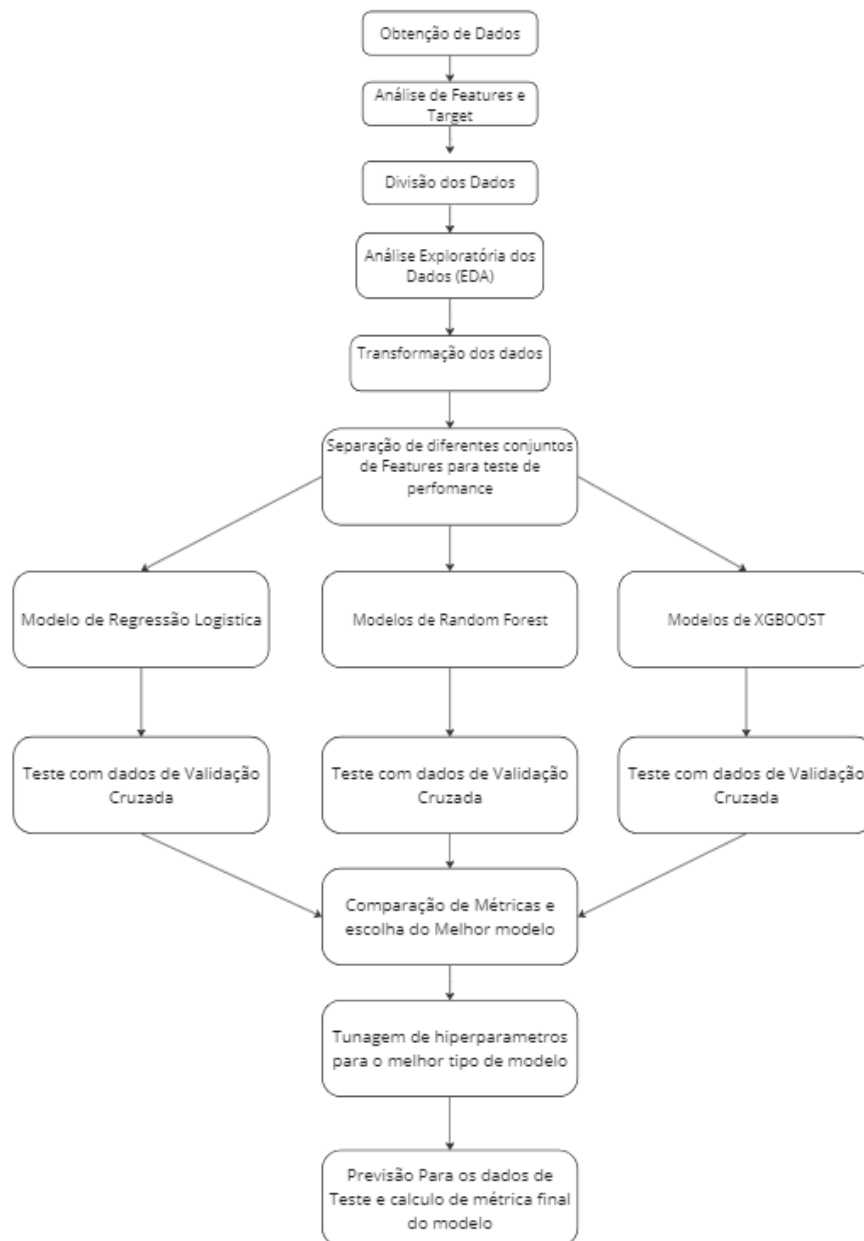 Obtenção de Dados
Análise de Features e
Target
Divisão dos Dados
Análise Exploratória dos
Dados (EDA)
Transformação dos dados
Separação de diferentes conjuntos
de Features para teste de
perfomance
Modelo de Regressão Logistica
Modelos de Random Forest
Modelos de XGBOOST
Teste com dados de Validação
Cruzada
Teste com dados de Validação
Cruzada
Teste com dados de Validação
Cruzada
Comparação de Métricas e
escolha do Melhor modelo
Tunagem de hiperparametros
para o melhor tipo de modelo
Previsão Para os dados de
Teste e calculo de métrica final
do modelo